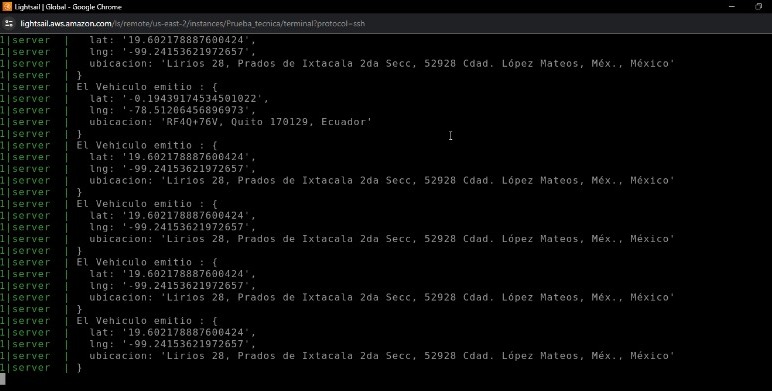 Lightsail | Global - Google Chrome
lightsail.aws.amazon.com/ls/remote/us-east-2/instances/Prueba_tecnica/terminal?protocol=ssh
1|server | lat: '19.602178887600424',
1|server | lng: '-99.24153621972657',
1|server | ubicacion: 'Lirios 28, Prados de Ixtacala 2da Secc, 52928 Cdad. López Mateos, Méx., México'
1|server | }
1|server | El Vehiculo emitio : {
1|server | lat: '-0.19439174534501022',
1|server | lng: '-78.51206456896973',
1|server | ubicacion: 'RF4Q+76V, Quito 170129, Ecuador'
1|server | }
1|server | El Vehiculo emitio : {
1|server | lat: '19.602178887600424',
1|server | lng: '-99.24153621972657',
1|server | ubicacion: 'Lirios 28, Prados de Ixtacala 2da Secc, 52928 Cdad. López Mateos, Méx., México'
1|server | }
1|server | El Vehiculo emitio : {
1|server | lat: '19.602178887600424',
1|server | lng: '-99.24153621972657',
1|server | ubicacion: 'Lirios 28, Prados de Ixtacala 2da Secc, 52928 Cdad. López Mateos, Méx., México'
1|server | }
1|server | El Vehiculo emitio : {
1|server | lat: '19.602178887600424',
1|server | lng: '-99.24153621972657',
1|server | ubicacion: 'Lirios 28, Prados de Ixtacala 2da Secc, 52928 Cdad. López Mateos, Méx., México'
1|server | }
1|server | El Vehiculo emitio : {
1|server | lat: '19.602178887600424',
1|server | lng: '-99.24153621972657',
1|server | ubicacion: 'Lirios 28, Prados de Ixtacala 2da Secc, 52928 Cdad. López Mateos, Méx., México'
1|server | }